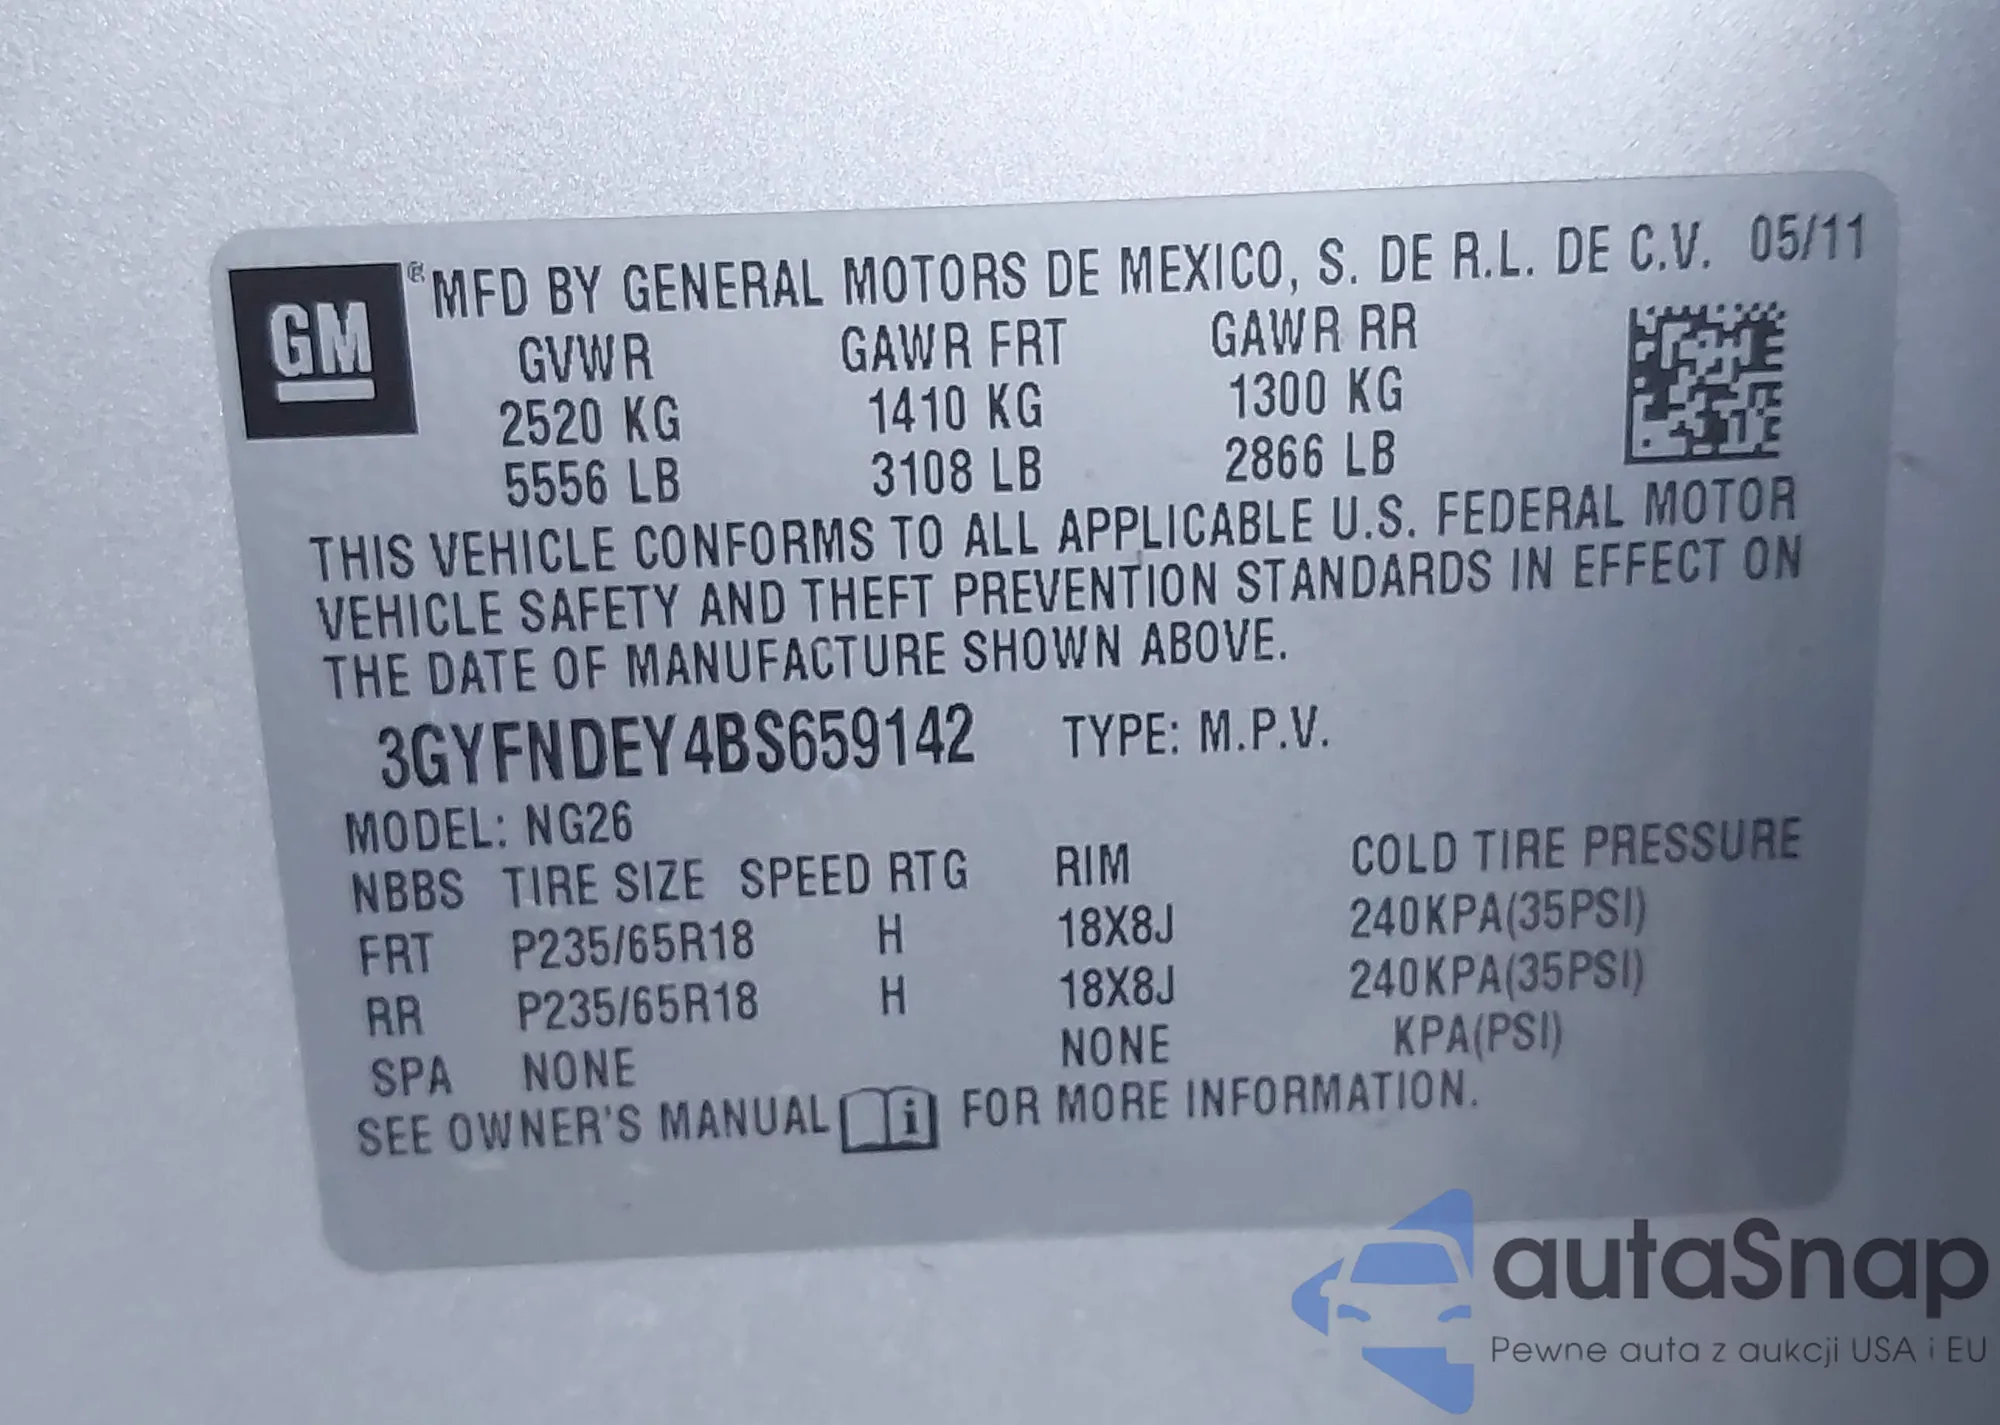 GM
® MFD BY GENERAL MOTORS DE MEXICO, S. DE R.L. DE C.V. 05/11
GVWR GAWR FRT GAWR RR
2520 KG 1410 KG 1300 KG
5556 LB 3108 LB 2866 LB
THIS VEHICLE CONFORMS TO ALL APPLICABLE U.S. FEDERAL MOTOR
VEHICLE SAFETY AND THEFT PREVENTION STANDARDS IN EFFECT ON
THE DATE OF MANUFACTURE SHOWN ABOVE.
3GYFNDEY4BS659142 TYPE: M.P.V.
MODEL: NG26
NBBS TIRE SIZE SPEED RTG RIM COLD TIRE PRESSURE
FRT P235/65R18 H 18X8J 240KPA(35PSI)
RR P235/65R18 H 18X8J 240KPA(35PSI)
SPA NONE NONE KPA(PSI)
SEE OWNER'S MANUAL i FOR MORE INFORMATION.
autaSnap
Pewne auta z aukcji USA i EU